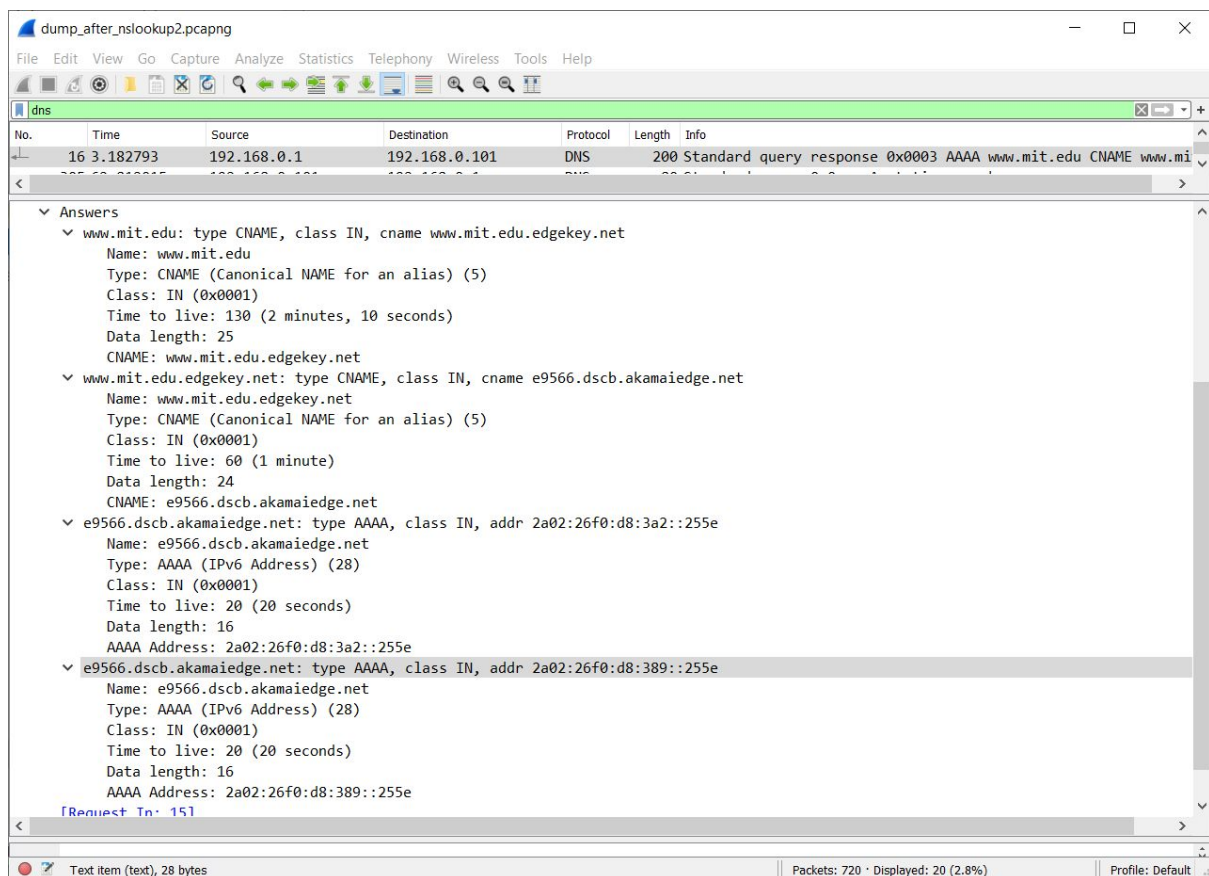 dump_after_nslookup2.pcapng
File Edit View Go Capture Analyze Statistics Telephony Wireless Tools Help
dns
No. Time Source Destination Protocol Length Info
16 3.182793 192.168.0.1 192.168.0.101 DNS 200 Standard query response 0x0003 AAAA www.mit.edu CNAME www.mi
Answers
www.mit.edu: type CNAME, class IN, cname www.mit.edu.edgekey.net
Name: www.mit.edu
Type: CNAME (Canonical NAME for an alias) (5)
Class: IN (0x0001)
Time to live: 130 (2 minutes, 10 seconds)
Data length: 25
CNAME: www.mit.edu.edgekey.net
www.mit.edu.edgekey.net: type CNAME, class IN, cname e9566.dscb.akamaiedge.net
Name: www.mit.edu.edgekey.net
Type: CNAME (Canonical NAME for an alias) (5)
Class: IN (0x0001)
Time to live: 60 (1 minute)
Data length: 24
CNAME: e9566.dscb.akamaiedge.net
e9566.dscb.akamaiedge.net: type AAAA, class IN, addr 2a02:26f0:d8:3a2::255e
Name: e9566.dscb.akamaiedge.net
Type: AAAA (IPv6 Address) (28)
Class: IN (0x0001)
Time to live: 20 (20 seconds)
Data length: 16
AAAA Address: 2a02:26f0:d8:3a2::255e
e9566.dscb.akamaiedge.net: type AAAA, class IN, addr 2a02:26f0:d8:389::255e
Name: e9566.dscb.akamaiedge.net
Type: AAAA (IPv6 Address) (28)
Class: IN (0x0001)
Time to live: 20 (20 seconds)
Data length: 16
AAAA Address: 2a02:26f0:d8:389::255e
[Request In: 15]
Text item (text), 28 bytes Packets: 720 · Displayed: 20 (2.8%) Profile: Default